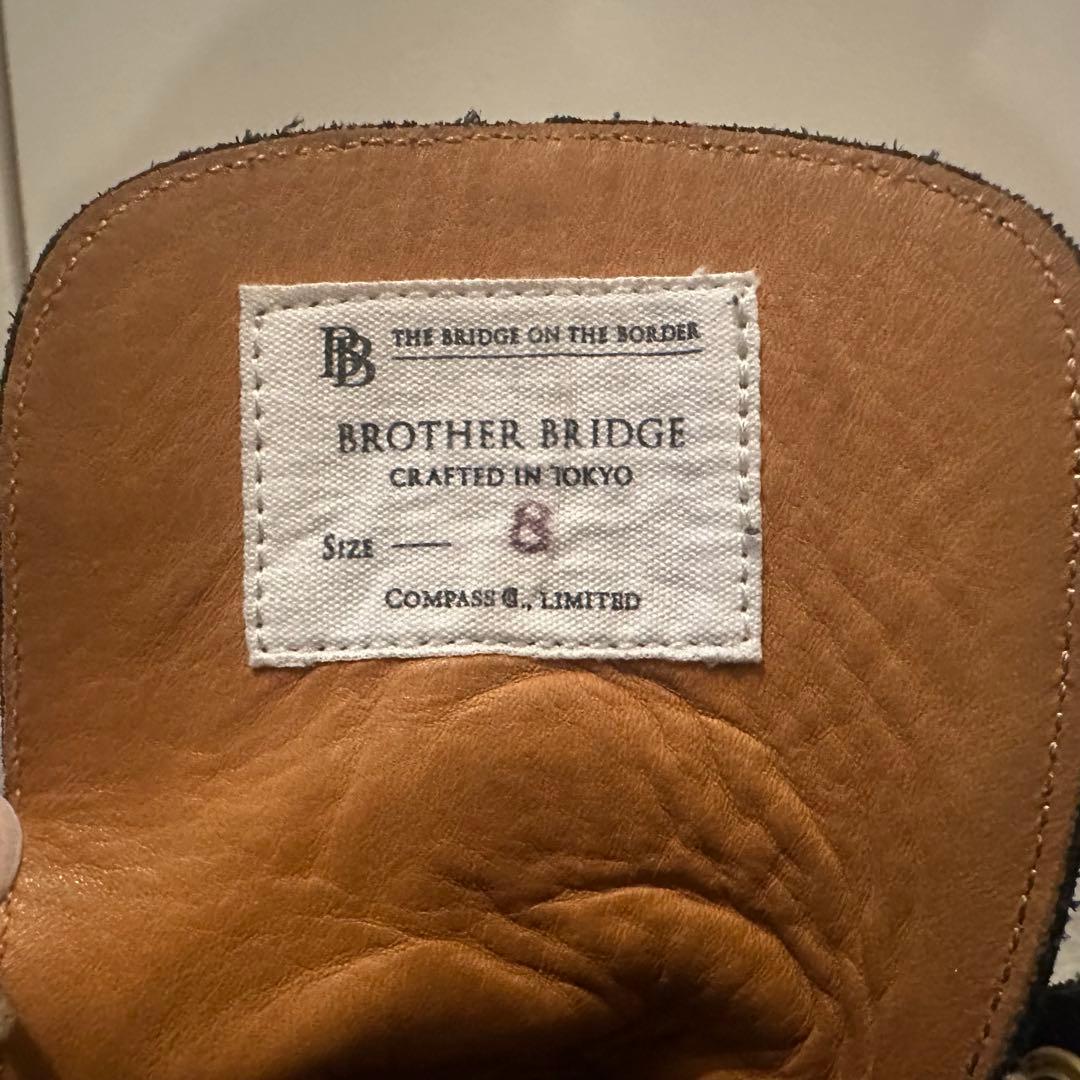 BB THE BRIDGE ON THE BORDER
BROTHER BRIDGE
CRAFTED IN TOKYO
SIZE — 8
COMPASS Co., LIMITED